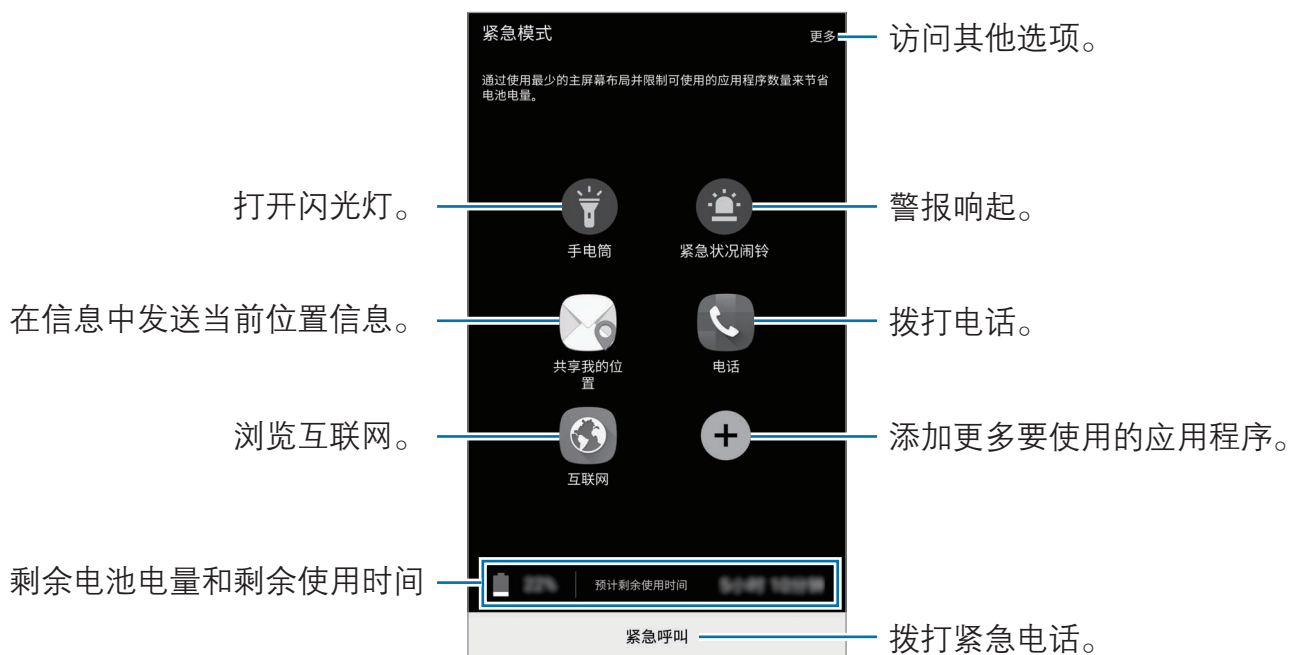 紧急模式
更多
访问其他选项。
通过使用最少的主屏幕布局并限制可使用的应用程序数量来节省
电池电量。
打开闪光灯。
手电筒
紧急状况闹铃
警报响起。
在信息中发送当前位置信息。
共享我的位
置
电话
拨打电话。
浏览互联网。
互联网
添加更多要使用的应用程序。
剩余电池电量和剩余使用时间
预计剩余使用时间
紧急呼叫
拨打紧急电话。